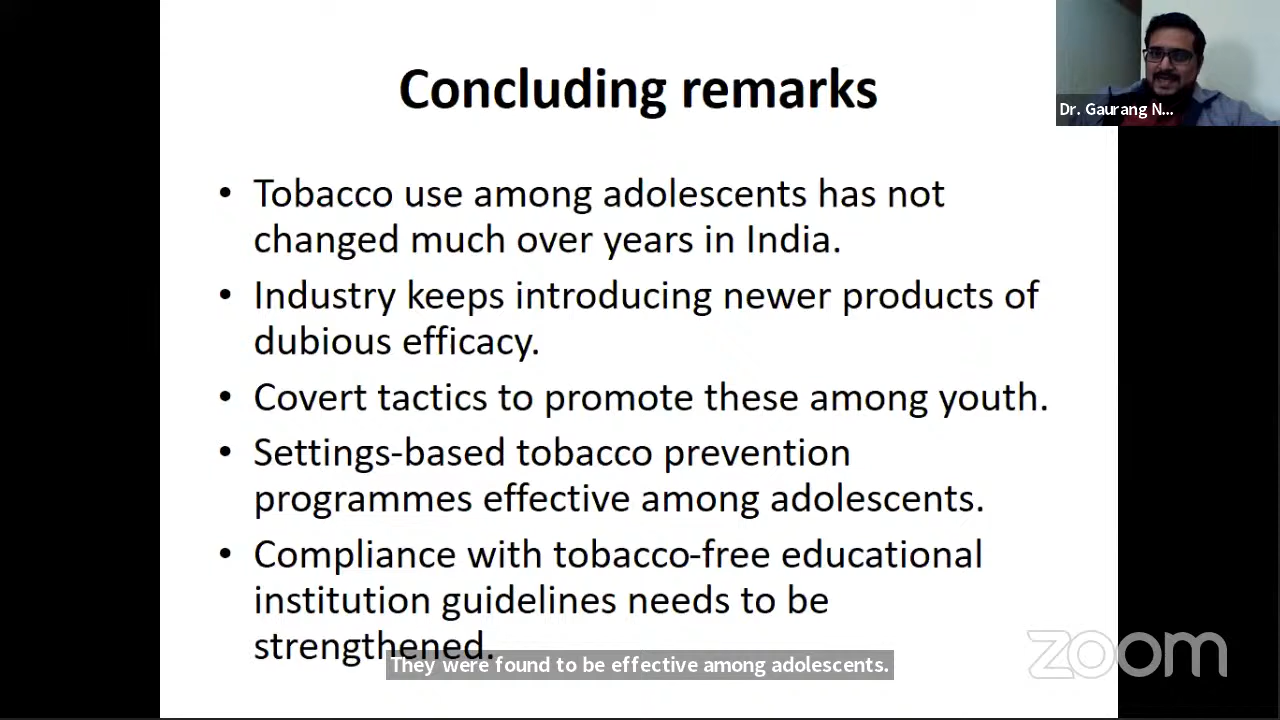 Concluding remarks
Dr. Gaurang N...
• Tobacco use among adolescents has not
changed much over years in India.
• Industry keeps introducing newer products of
dubious efficacy.
• Covert tactics to promote these among youth.
• Settings-based tobacco prevention
programmes effective among adolescents.
• Compliance with tobacco-free educational
institution guidelines needs to be
strengthened.
They were found to be effective among adolescents.
zoom